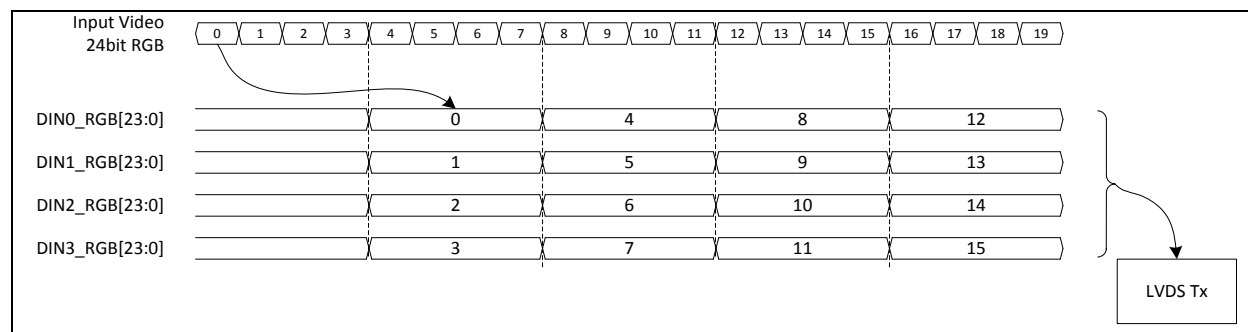 Input Video
24bit RGB
0 1 2 3 4 5 6 7 8 9 10 11 12 13 14 15 16 17 18 19
DIN0_RGB[23:0] 0 4 8 12
DIN1_RGB[23:0] 1 5 9 13
DIN2_RGB[23:0] 2 6 10 14
DIN3_RGB[23:0] 3 7 11 15
LVDS Tx